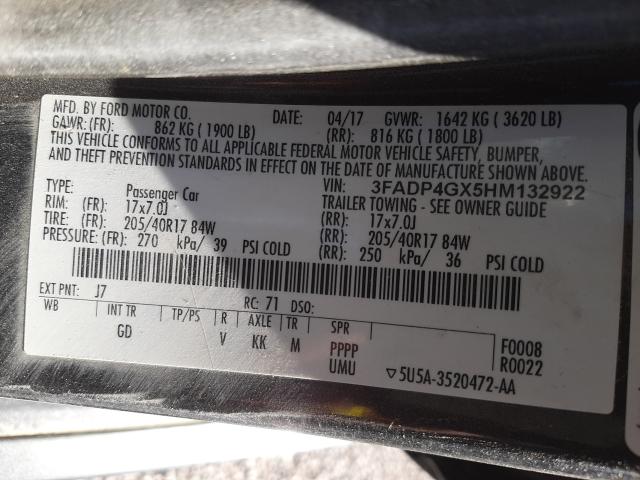 MFD. BY FORD MOTOR CO. DATE: 04/17 GVWR: 1642 KG ( 3620 LB)
GAWR: (FR): 862 KG ( 1900 LB) (RR): 816 KG ( 1800 LB)
THIS VEHICLE CONFORMS TO ALL APPLICABLE FEDERAL MOTOR VEHICLE SAFETY, BUMPER,
AND THEFT PREVENTION STANDARDS IN EFFECT ON THE DATE OF MANUFACTURE SHOWN ABOVE.
VIN: 3FADP4GX5HM132922
TYPE: Passenger Car TRAILER TOWING - SEE OWNER GUIDE
RIM: (FR): 17x7.0J (RR): 17x7.0J
TIRE: (FR): 205/40R17 84W (RR): 205/40R17 84W
PRESSURE: (FR): 270 kPa/ 39 PSI COLD (RR): 250 kPa/ 36 PSI COLD
EXT PNT: J7 RC: 71 DSO:
WB INT TR TP/PS R AXLE TR SPR
GD V KK M PPPP F0008
UMU R0022
▽5U5A-3520472-AA